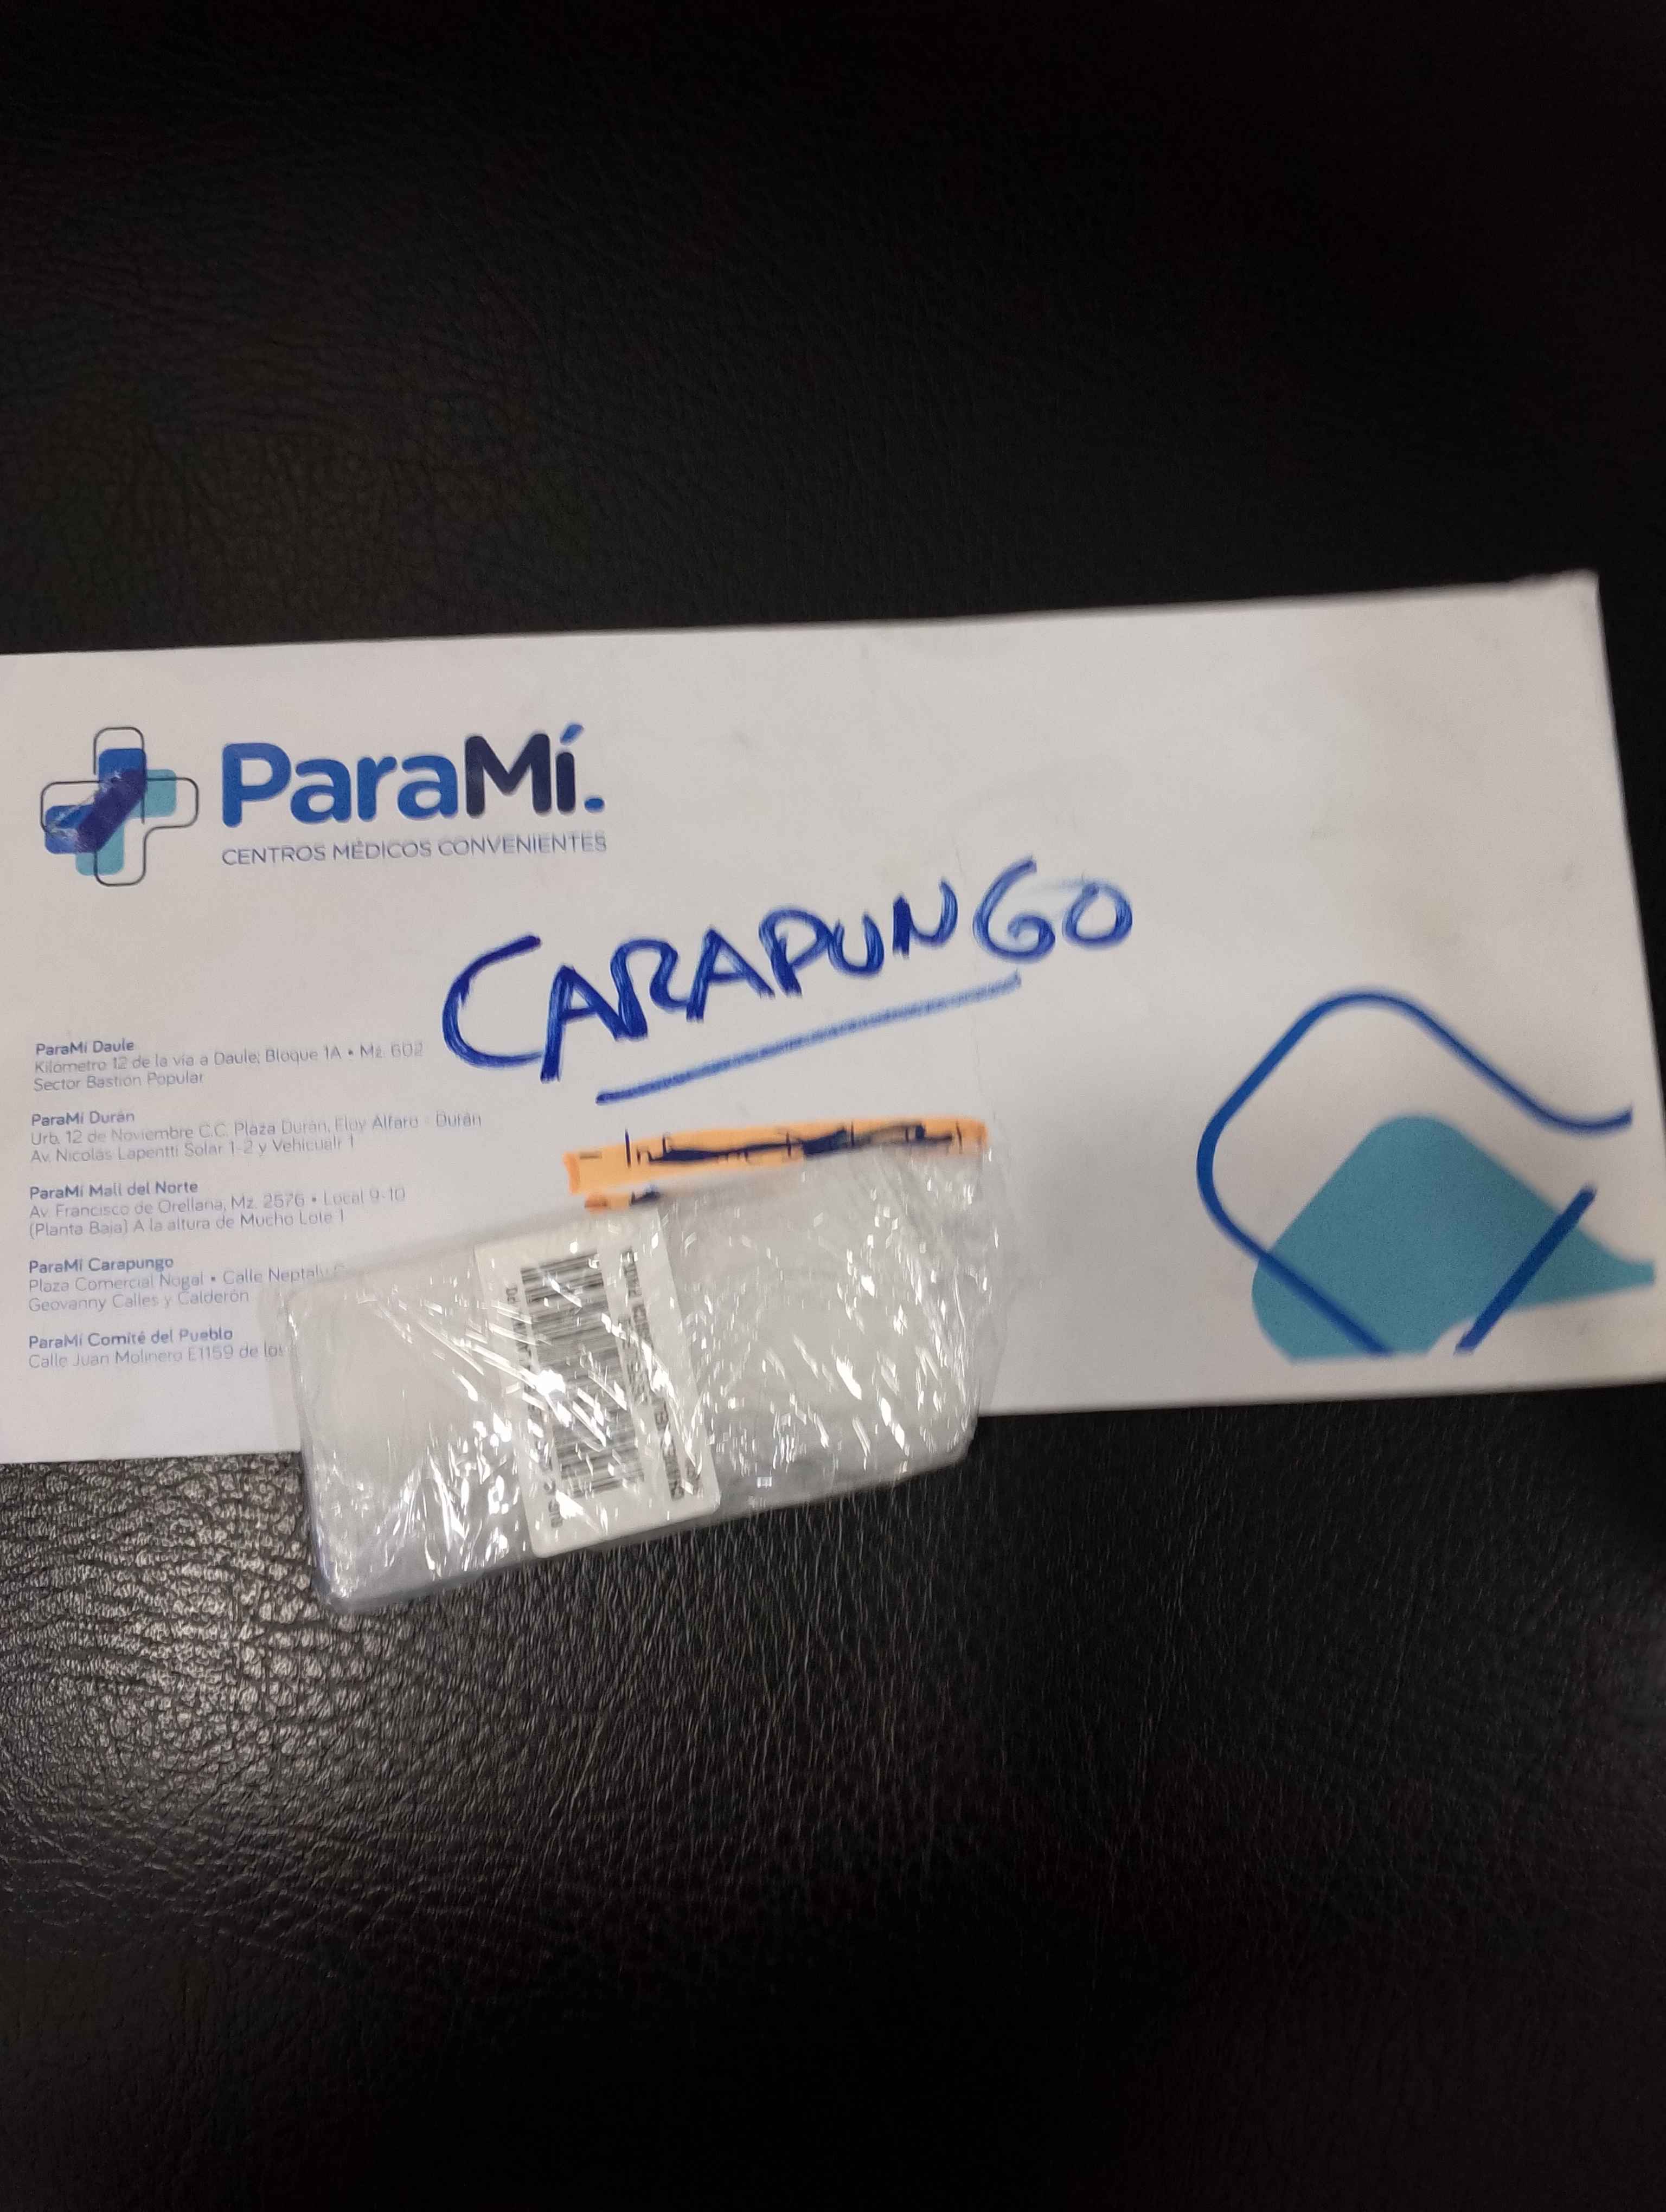 ParaMí.
CENTROS MÉDICOS CONVENIENTES
CARAPUNGO
ParaMí Daule
Kilómetro 12 de la vía a Daule; Bloque 1A • Mz. 602
Sector Bastión Popular
ParaMí Durán
Urb. 12 de Noviembre C.C. Plaza Durán, Eloy Alfaro - Durán
Av. Nicolás Lapentti Solar 1-2 y Vehicualr 1
ParaMí Mall del Norte
Av. Francisco de Orellana, Mz. 2576 • Local 9-10
(Planta Baja) A la altura de Mucho Lote 1
ParaMí Carapungo
Plaza Comercial Nogal • Calle Neptaly
Geovanny Calles y Calderón
ParaMí Comité del Pueblo
Calle Juan Molinero E1159 de los